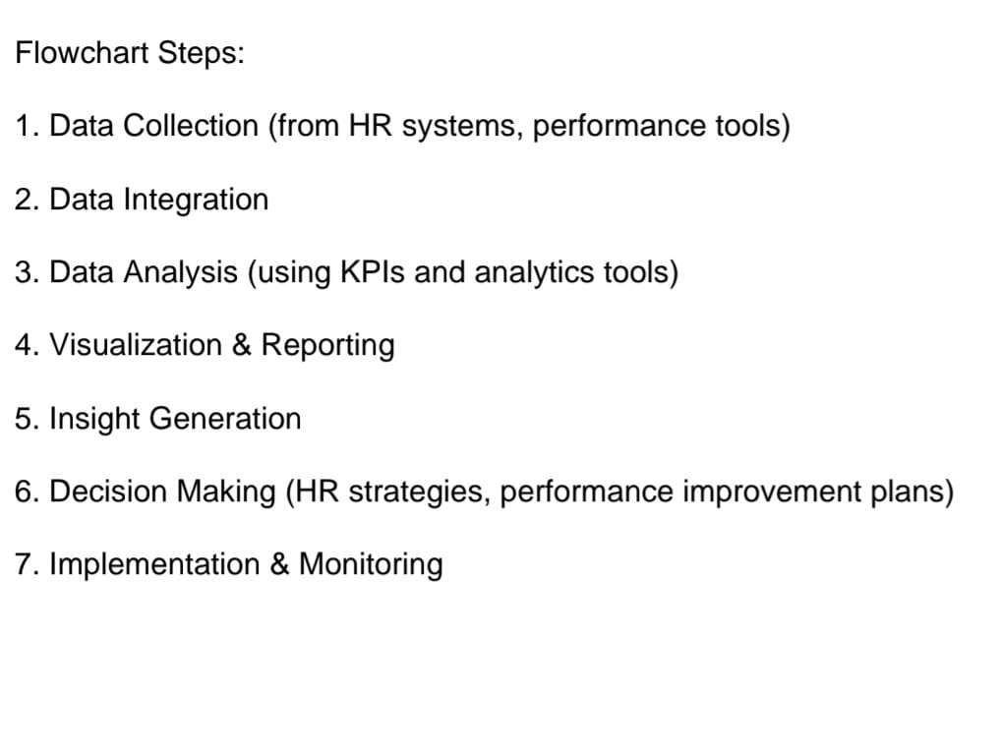 Flowchart Steps:
1. Data Collection (from HR systems, performance tools)
2. Data Integration
3. Data Analysis (using KPIs and analytics tools)
4. Visualization & Reporting
5. Insight Generation
6. Decision Making (HR strategies, performance improvement plans)
7. Implementation & Monitoring